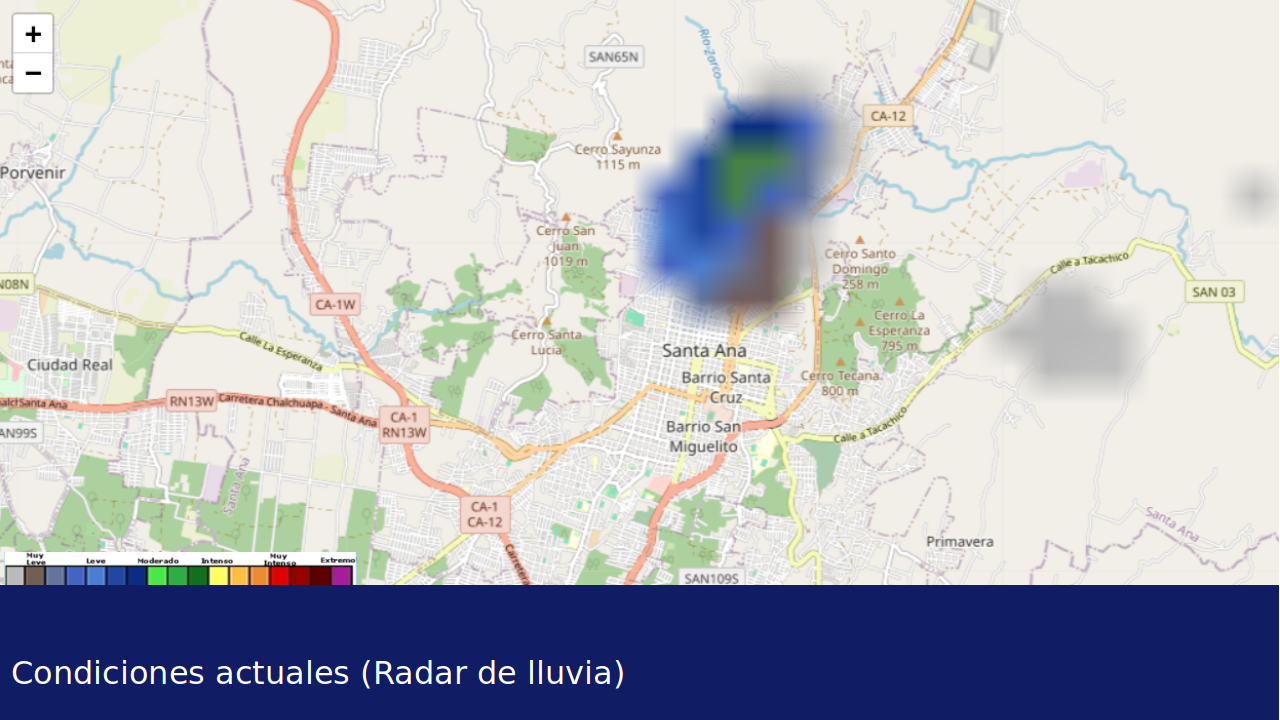 +
−
SAN65N
Río Zarco
CA-12
Cerro Sayunza
1115 m
Porvenir
Cerro San
Juan
1019 m
Cerro Santo
Domingo
258 m
Calle a Tacachico
N08N
CA-1W
SAN 03
Cerro La
Esperanza
795 m
Calle La Esperanza
Cerro Santa
Lucia
Santa Ana
Ciudad Real
Barrio Santa
Cruz
Cerro Tecana
800 m
RN13W
Carretera Chalchuapa - Santa Ana
CA-1
RN13W
Calle a Tacachico
AN99S
Barrio San
Miguelito
Santa Ana
CA-1
CA-12
Santa Ana
Primavera
Carretera
SAN109S
Muy Leve
Leve
Moderado
Intenso
Muy Intenso
Extremo
Condiciones actuales (Radar de lluvia)